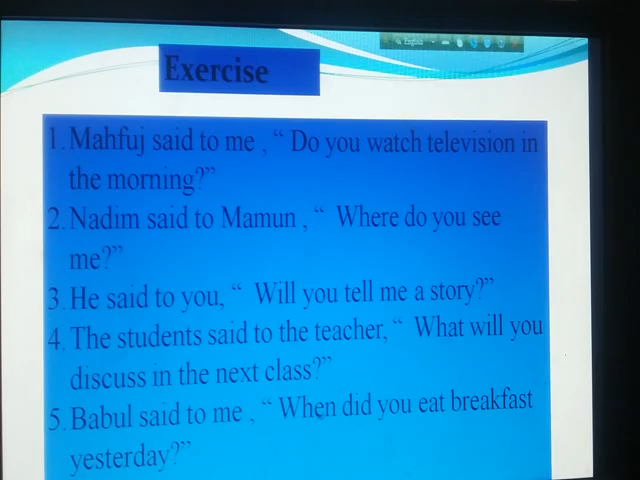 English
Exercise
1. Mahfuj said to me , “ Do you watch television in
the morning?”
2. Nadim said to Mamun , “ Where do you see
me?”
3. He said to you, “ Will you tell me a story?”
4. The students said to the teacher, “ What will you
discuss in the next class?”
5. Babul said to me , “ When did you eat breakfast
yesterday?”